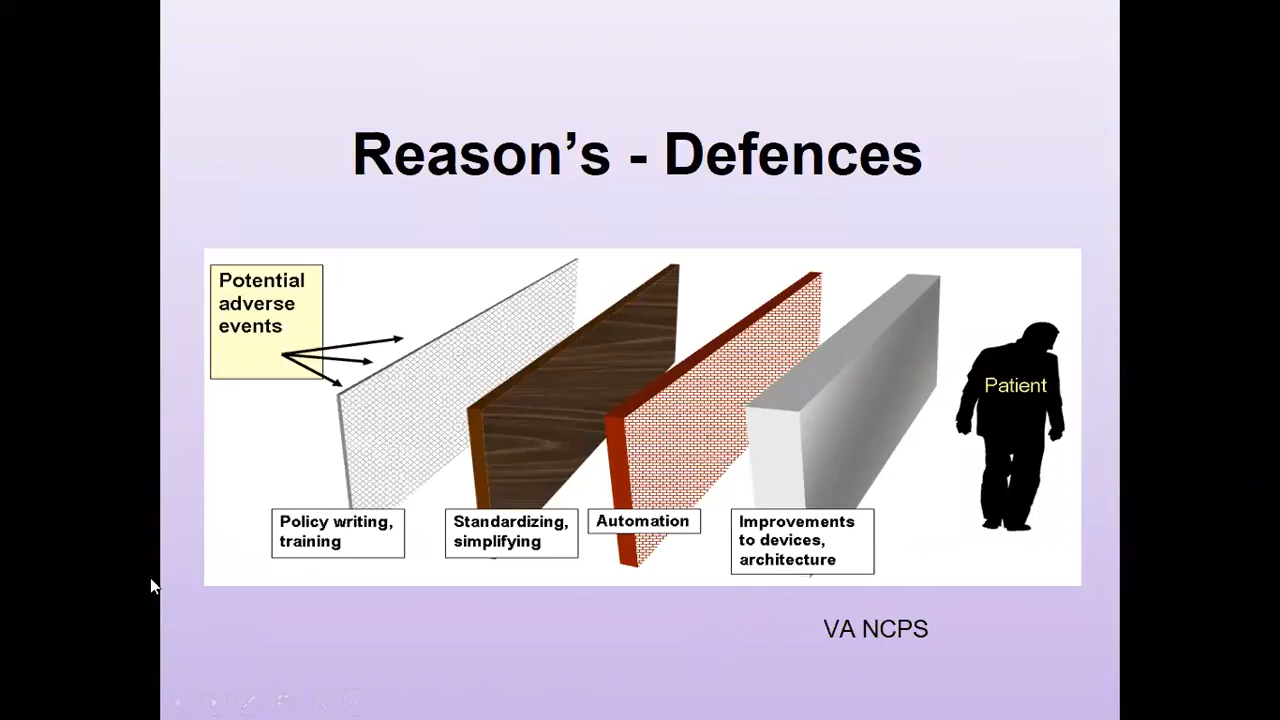 Reason's - Defences
Potential
adverse
events
Patient
Policy writing,
training
Standardizing,
simplifying
Automation
Improvements
to devices,
architecture
VA NCPS